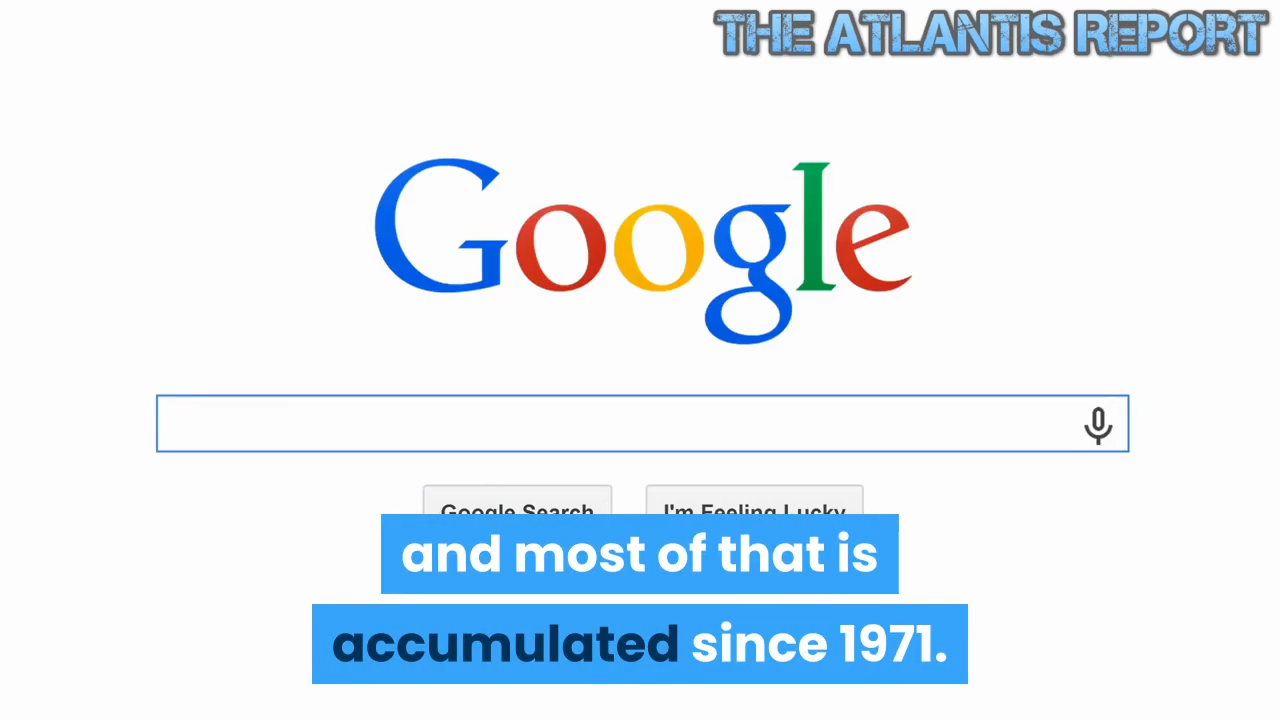 THE ATLANTIS REPORT
Google
Google Search I'm Feeling Lucky
and most of that is
accumulated since 1971.